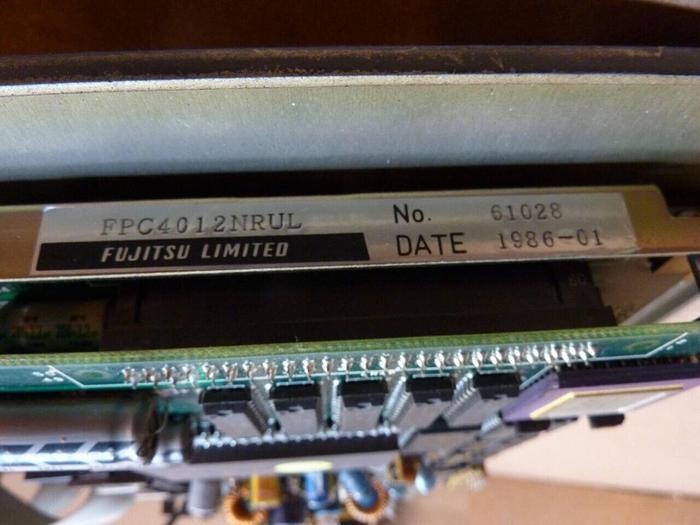 FPC4012NRUL No. 61028
FUJITSU LIMITED DATE 1986-01